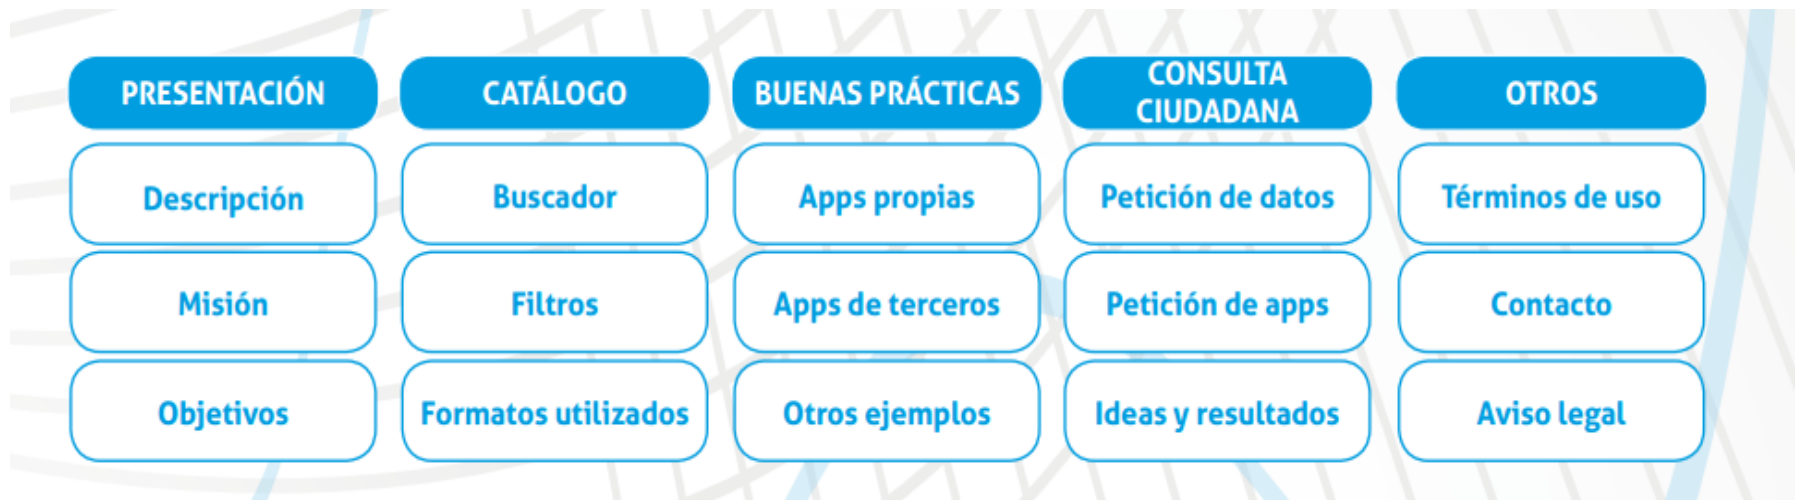 PRESENTACIÓN
CATÁLOGO
BUENAS PRÁCTICAS
CONSULTA
CIUDADANA
OTROS
Descripción
Buscador
Apps propias
Petición de datos
Términos de uso
Misión
Filtros
Apps de terceros
Petición de apps
Contacto
Objetivos
Formatos utilizados
Otros ejemplos
Ideas y resultados
Aviso legal